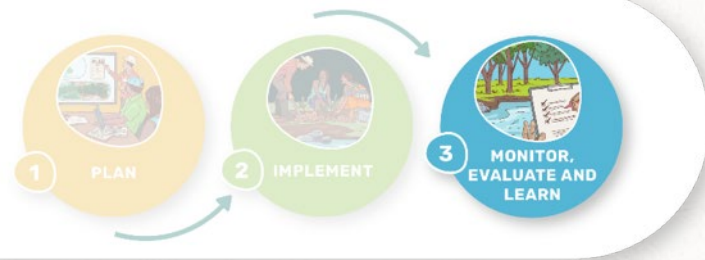 1
PLAN
2
IMPLEMENT
3
MONITOR,
EVALUATE AND
LEARN